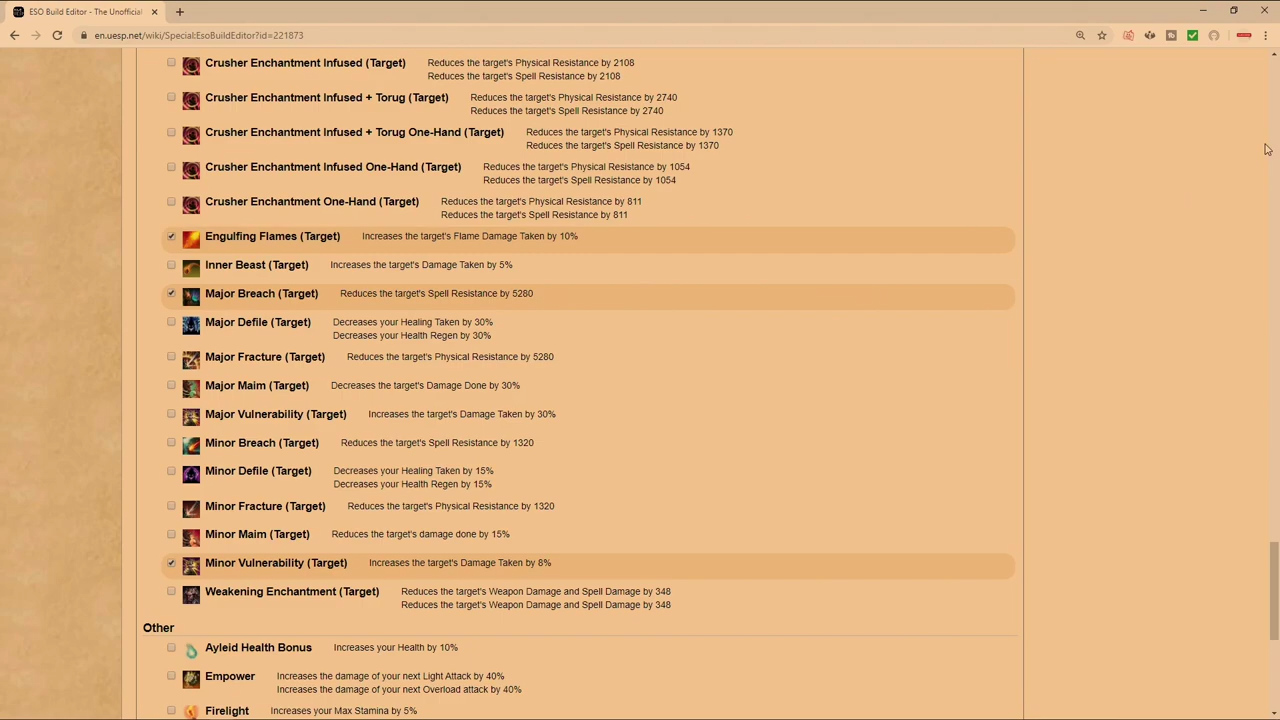 ESO Build Editor - The Unofficial
en.uesp.net/wiki/Special:EsoBuildEditor?id=221873
Crusher Enchantment Infused (Target) Reduces the target's Physical Resistance by 2108
Reduces the target's Spell Resistance by 2108
Crusher Enchantment Infused + Torug (Target) Reduces the target's Physical Resistance by 2740
Reduces the target's Spell Resistance by 2740
Crusher Enchantment Infused + Torug One-Hand (Target) Reduces the target's Physical Resistance by 1370
Reduces the target's Spell Resistance by 1370
Crusher Enchantment Infused One-Hand (Target) Reduces the target's Physical Resistance by 1054
Reduces the target's Spell Resistance by 1054
Crusher Enchantment One-Hand (Target) Reduces the target's Physical Resistance by 811
Reduces the target's Spell Resistance by 811
Engulfing Flames (Target) Increases the target's Flame Damage Taken by 10%
Inner Beast (Target) Increases the target's Damage Taken by 5%
Major Breach (Target) Reduces the target's Spell Resistance by 5280
Major Defile (Target) Decreases your Healing Taken by 30%
Decreases your Health Regen by 30%
Major Fracture (Target) Reduces the target's Physical Resistance by 5280
Major Maim (Target) Decreases the target's Damage Done by 30%
Major Vulnerability (Target) Increases the target's Damage Taken by 30%
Minor Breach (Target) Reduces the target's Spell Resistance by 1320
Minor Defile (Target) Decreases your Healing Taken by 15%
Decreases your Health Regen by 15%
Minor Fracture (Target) Reduces the target's Physical Resistance by 1320
Minor Maim (Target) Reduces the target's damage done by 15%
Minor Vulnerability (Target) Increases the target's Damage Taken by 8%
Weakening Enchantment (Target) Reduces the target's Weapon Damage and Spell Damage by 348
Reduces the target's Weapon Damage and Spell Damage by 348
Other
Ayleid Health Bonus Increases your Health by 10%
Empower Increases the damage of your next Light Attack by 40%
Increases the damage of your next Overload attack by 40%
Firelight Increases your Max Stamina by 5%